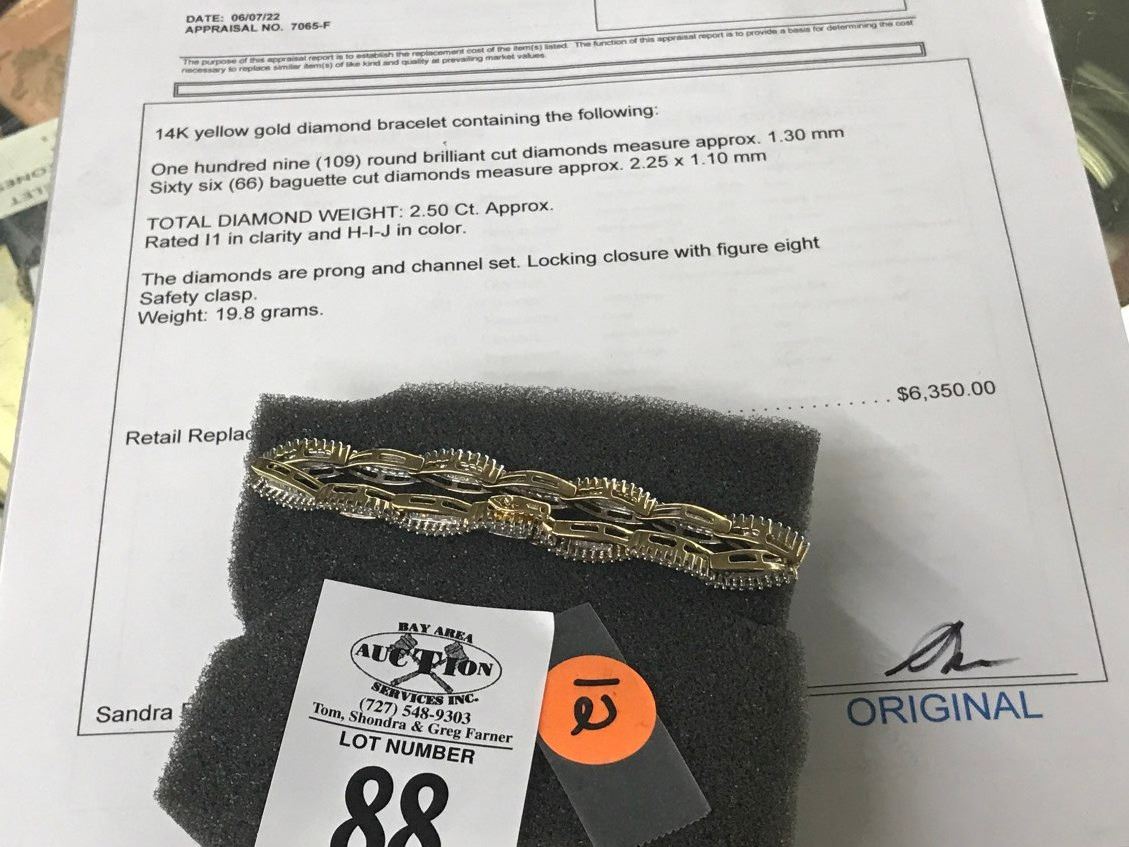 DATE: 06/07/22
APPRAISAL NO. 7065-F
The purpose of this appraisal report is to establish the replacement cost of the item(s) listed. The function of this appraisal report is to provide a basis for determining the cost
necessary to replace similar item(s) of like kind and quality at prevailing market values.
14K yellow gold diamond bracelet containing the following:
One hundred nine (109) round brilliant cut diamonds measure approx. 1.30 mm
Sixty six (66) baguette cut diamonds measure approx. 2.25 x 1.10 mm
TOTAL DIAMOND WEIGHT: 2.50 Ct. Approx.
Rated I1 in clarity and H-I-J in color.
The diamonds are prong and channel set. Locking closure with figure eight
Safety clasp.
Weight: 19.8 grams.
Retail Replac ............... $6,350.00
Sandra
ORIGINAL
BAY AREA
AUCTION
SERVICES INC.
(727) 548-9303
Tom, Shondra & Greg Farner
LOT NUMBER
88